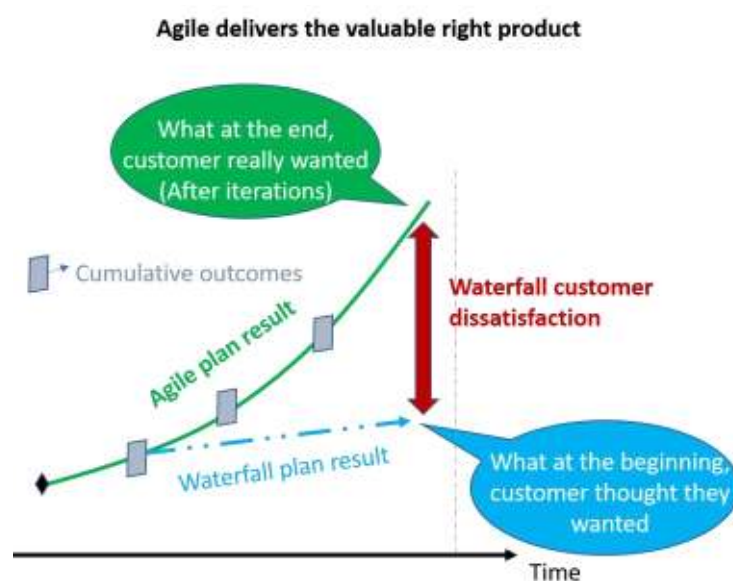 Agile delivers the valuable right product
What at the end,
customer really wanted
(After iterations)
Cumulative outcomes
Agile plan result
Waterfall customer
dissatisfaction
Waterfall plan result
What at the beginning,
customer thought they
wanted
Time